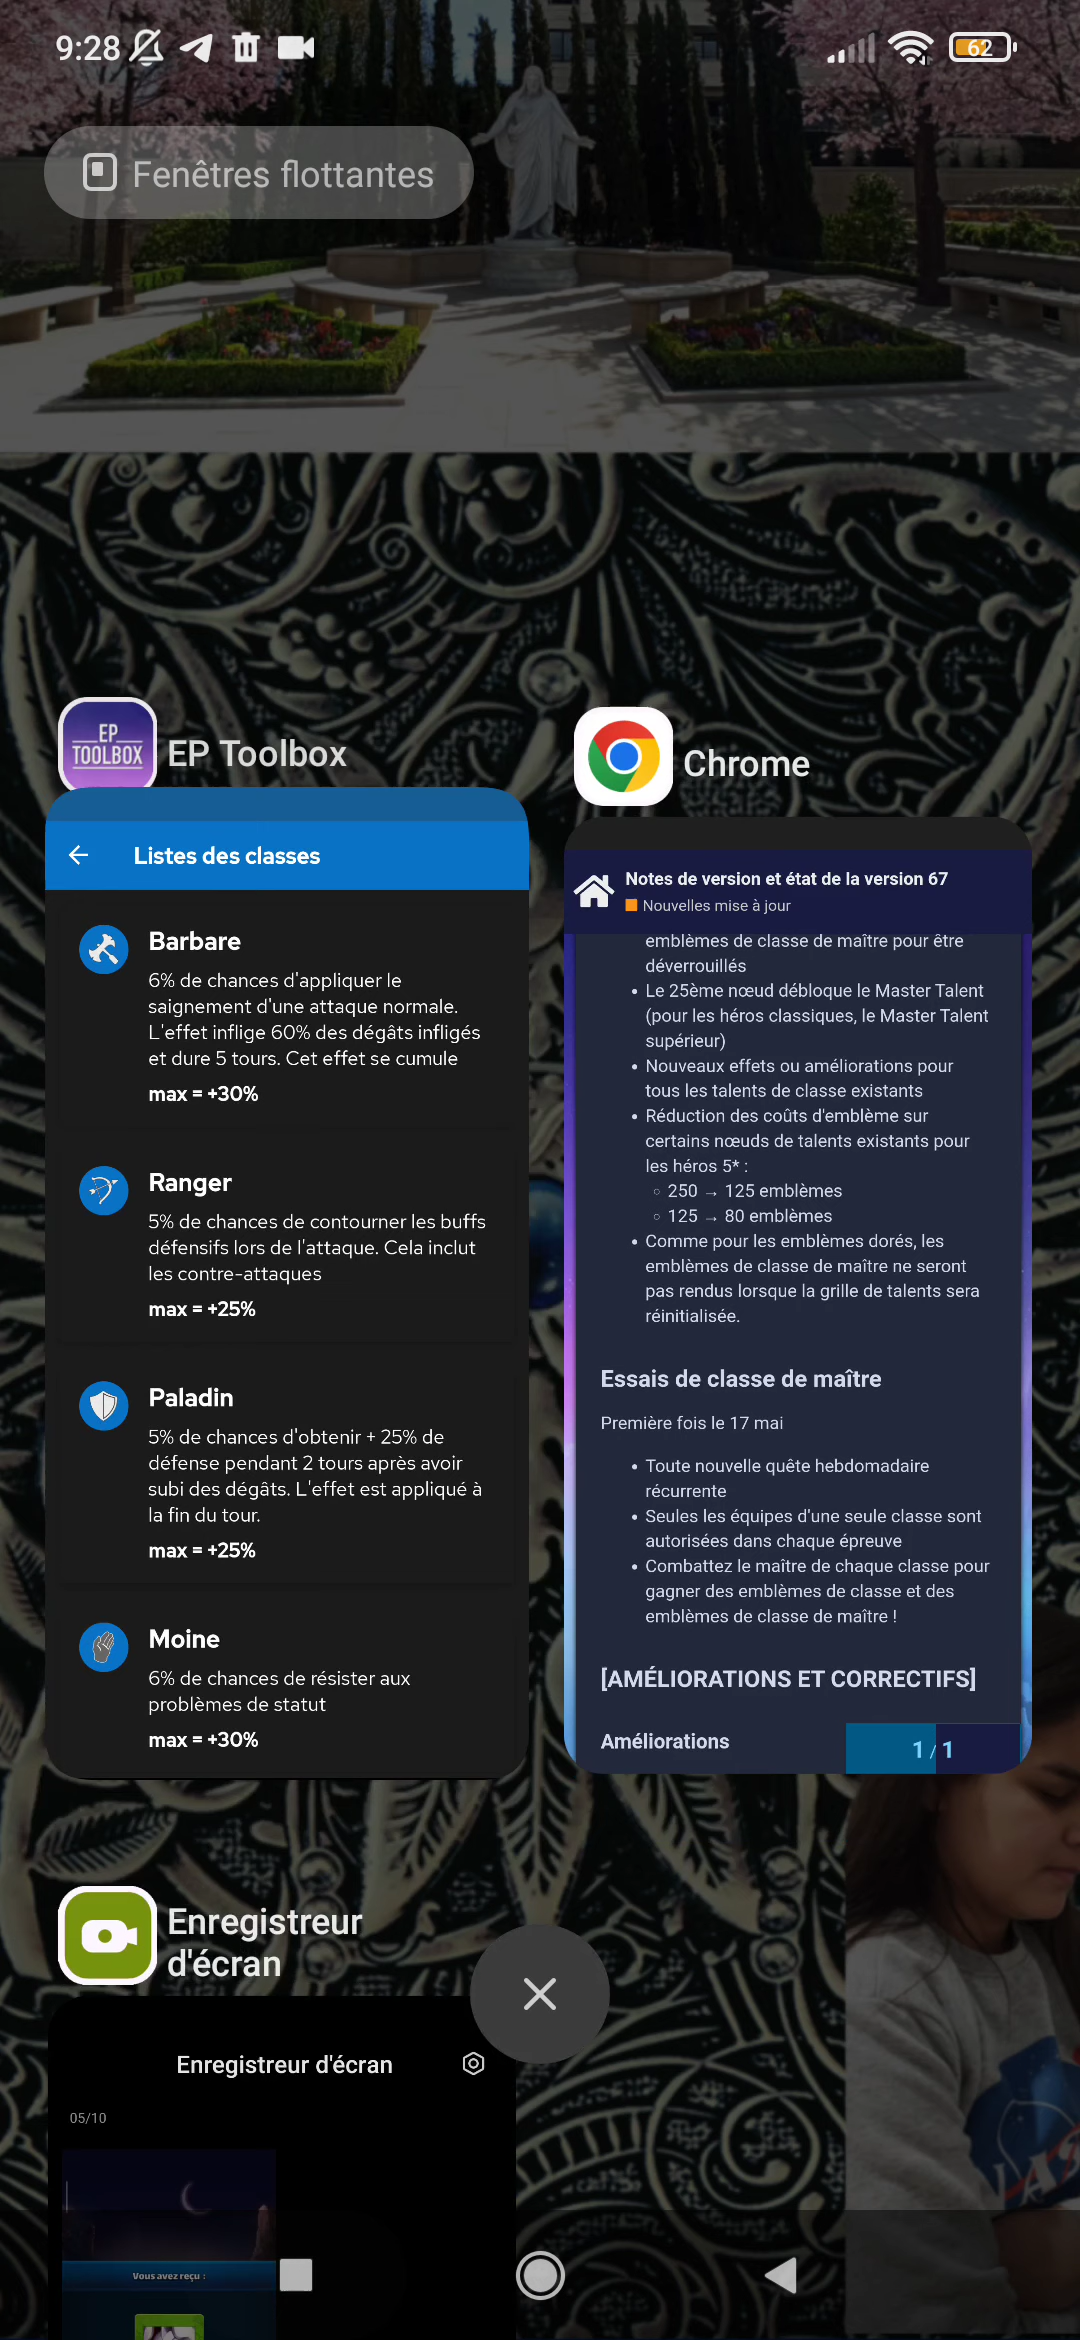 9:28
62
Fenêtres flottantes
EP
TOOLBOX
EP Toolbox
Listes des classes
Barbare
6% de chances d'appliquer le
saignement d'une attaque normale.
L'effet inflige 60% des dégâts infligés
et dure 5 tours. Cet effet se cumule
max = +30%
Ranger
5% de chances de contourner les buffs
défensifs lors de l'attaque. Cela inclut
les contre-attaques
max = +25%
Paladin
5% de chances d'obtenir + 25% de
défense pendant 2 tours après avoir
subi des dégâts. L'effet est appliqué à
la fin du tour.
max = +25%
Moine
6% de chances de résister aux
problèmes de statut
max = +30%
Chrome
Notes de version et état de la version 67
Nouvelles mise à jour
emblèmes de classe de maître pour être
déverrouillés
• Le 25ème nœud débloque le Master Talent
(pour les héros classiques, le Master Talent
supérieur)
• Nouveaux effets ou améliorations pour
tous les talents de classe existants
• Réduction des coûts d'emblème sur
certains nœuds de talents existants pour
les héros 5* :
◦ 250 → 125 emblèmes
◦ 125 → 80 emblèmes
• Comme pour les emblèmes dorés, les
emblèmes de classe de maître ne seront
pas rendus lorsque la grille de talents sera
réinitialisée.
Essais de classe de maître
Première fois le 17 mai
• Toute nouvelle quête hebdomadaire
récurrente
• Seules les équipes d'une seule classe sont
autorisées dans chaque épreuve
• Combattez le maître de chaque classe pour
gagner des emblèmes de classe et des
emblèmes de classe de maître !
[AMÉLIORATIONS ET CORRECTIFS]
Améliorations
1 / 1
Enregistreur
d'écran
Enregistreur d'écran
05/10
Vous avez reçu :